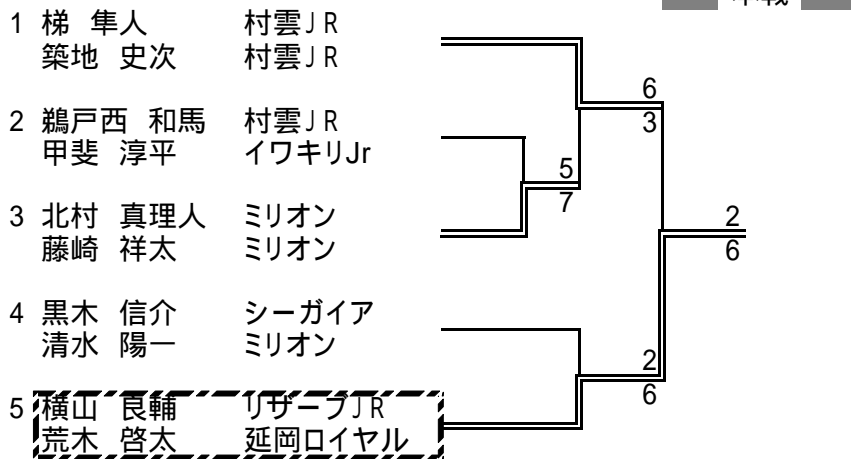 1 梯 隼人 村雲JR
築地 史次 村雲JR
6
3
2 鵜戸西 和馬 村雲JR
甲斐 淳平 イワキリJr
5
7
3 北村 真理人 ミリオン
藤崎 祥太 ミリオン
2
6
4 黒木 信介 シーガイア
清水 陽一 ミリオン
2
6
5 横山 良輔 リザーブJR
荒木 啓太 延岡ロイヤル